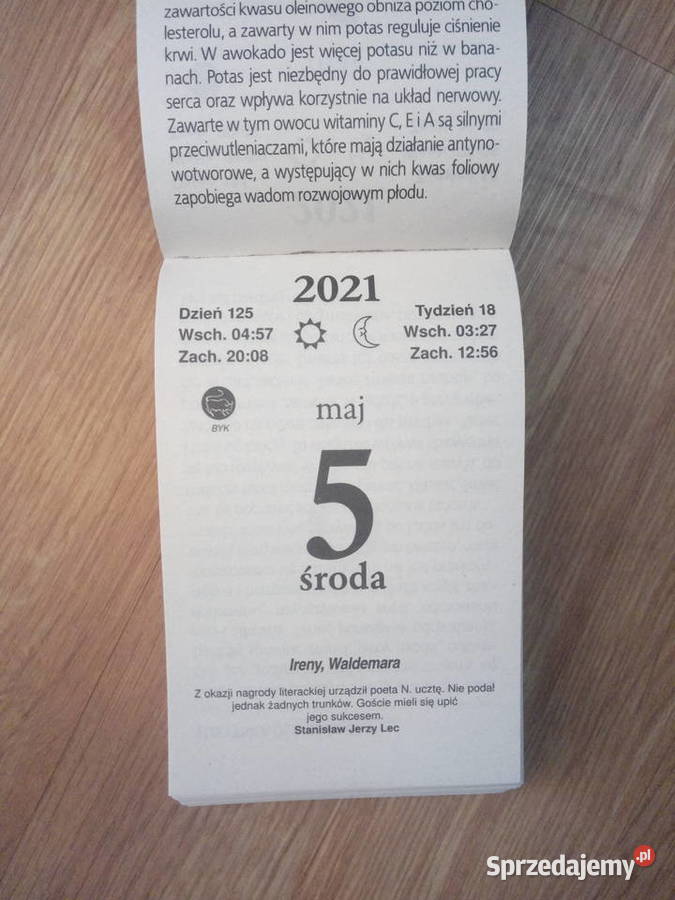 zawartości kwasu oleinowego obniża poziom cho-
lesterolu, a zawarty w nim potas reguluje ciśnienie
krwi. W awokado jest więcej potasu niż w bana-
nach. Potas jest niezbędny do prawidłowej pracy
serca oraz wpływa korzystnie na układ nerwowy.
Zawarte w tym owocu witaminy C, E i A są silnymi
przeciwutleniaczami, które mają działanie antyno-
wotworowe, a występujący w nich kwas foliowy
zapobiega wadom rozwojowym płodu.
2021
Dzień 125 Tydzień 18
Wsch. 04:57 Wsch. 03:27
Zach. 20:08 Zach. 12:56
BYK
maj
5
środa
Ireny, Waldemara
Z okazji nagrody literackiej urządził poeta N. ucztę. Nie podał
jednak żadnych trunków. Goście mieli się upić
jego sukcesem.
Stanisław Jerzy Lec
Sprzedajemy.pl